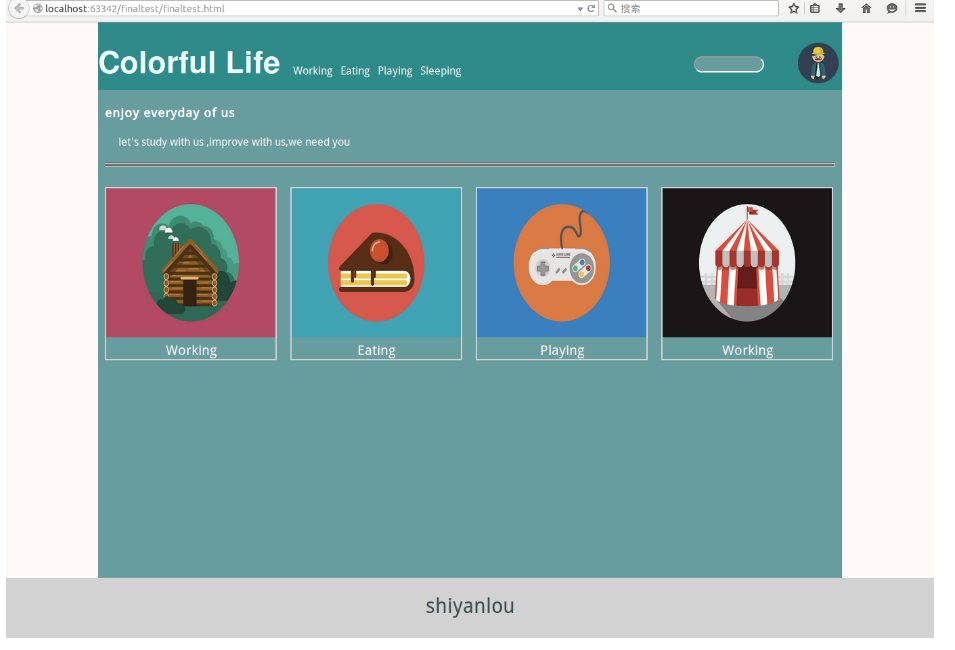 localhost:63342/finaltest/finaltest.html
搜索
Colorful Life
Working Eating Playing Sleeping
enjoy everyday of us
let's study with us ,improve with us,we need you
Working
Eating
Playing
Working
shiyanlou